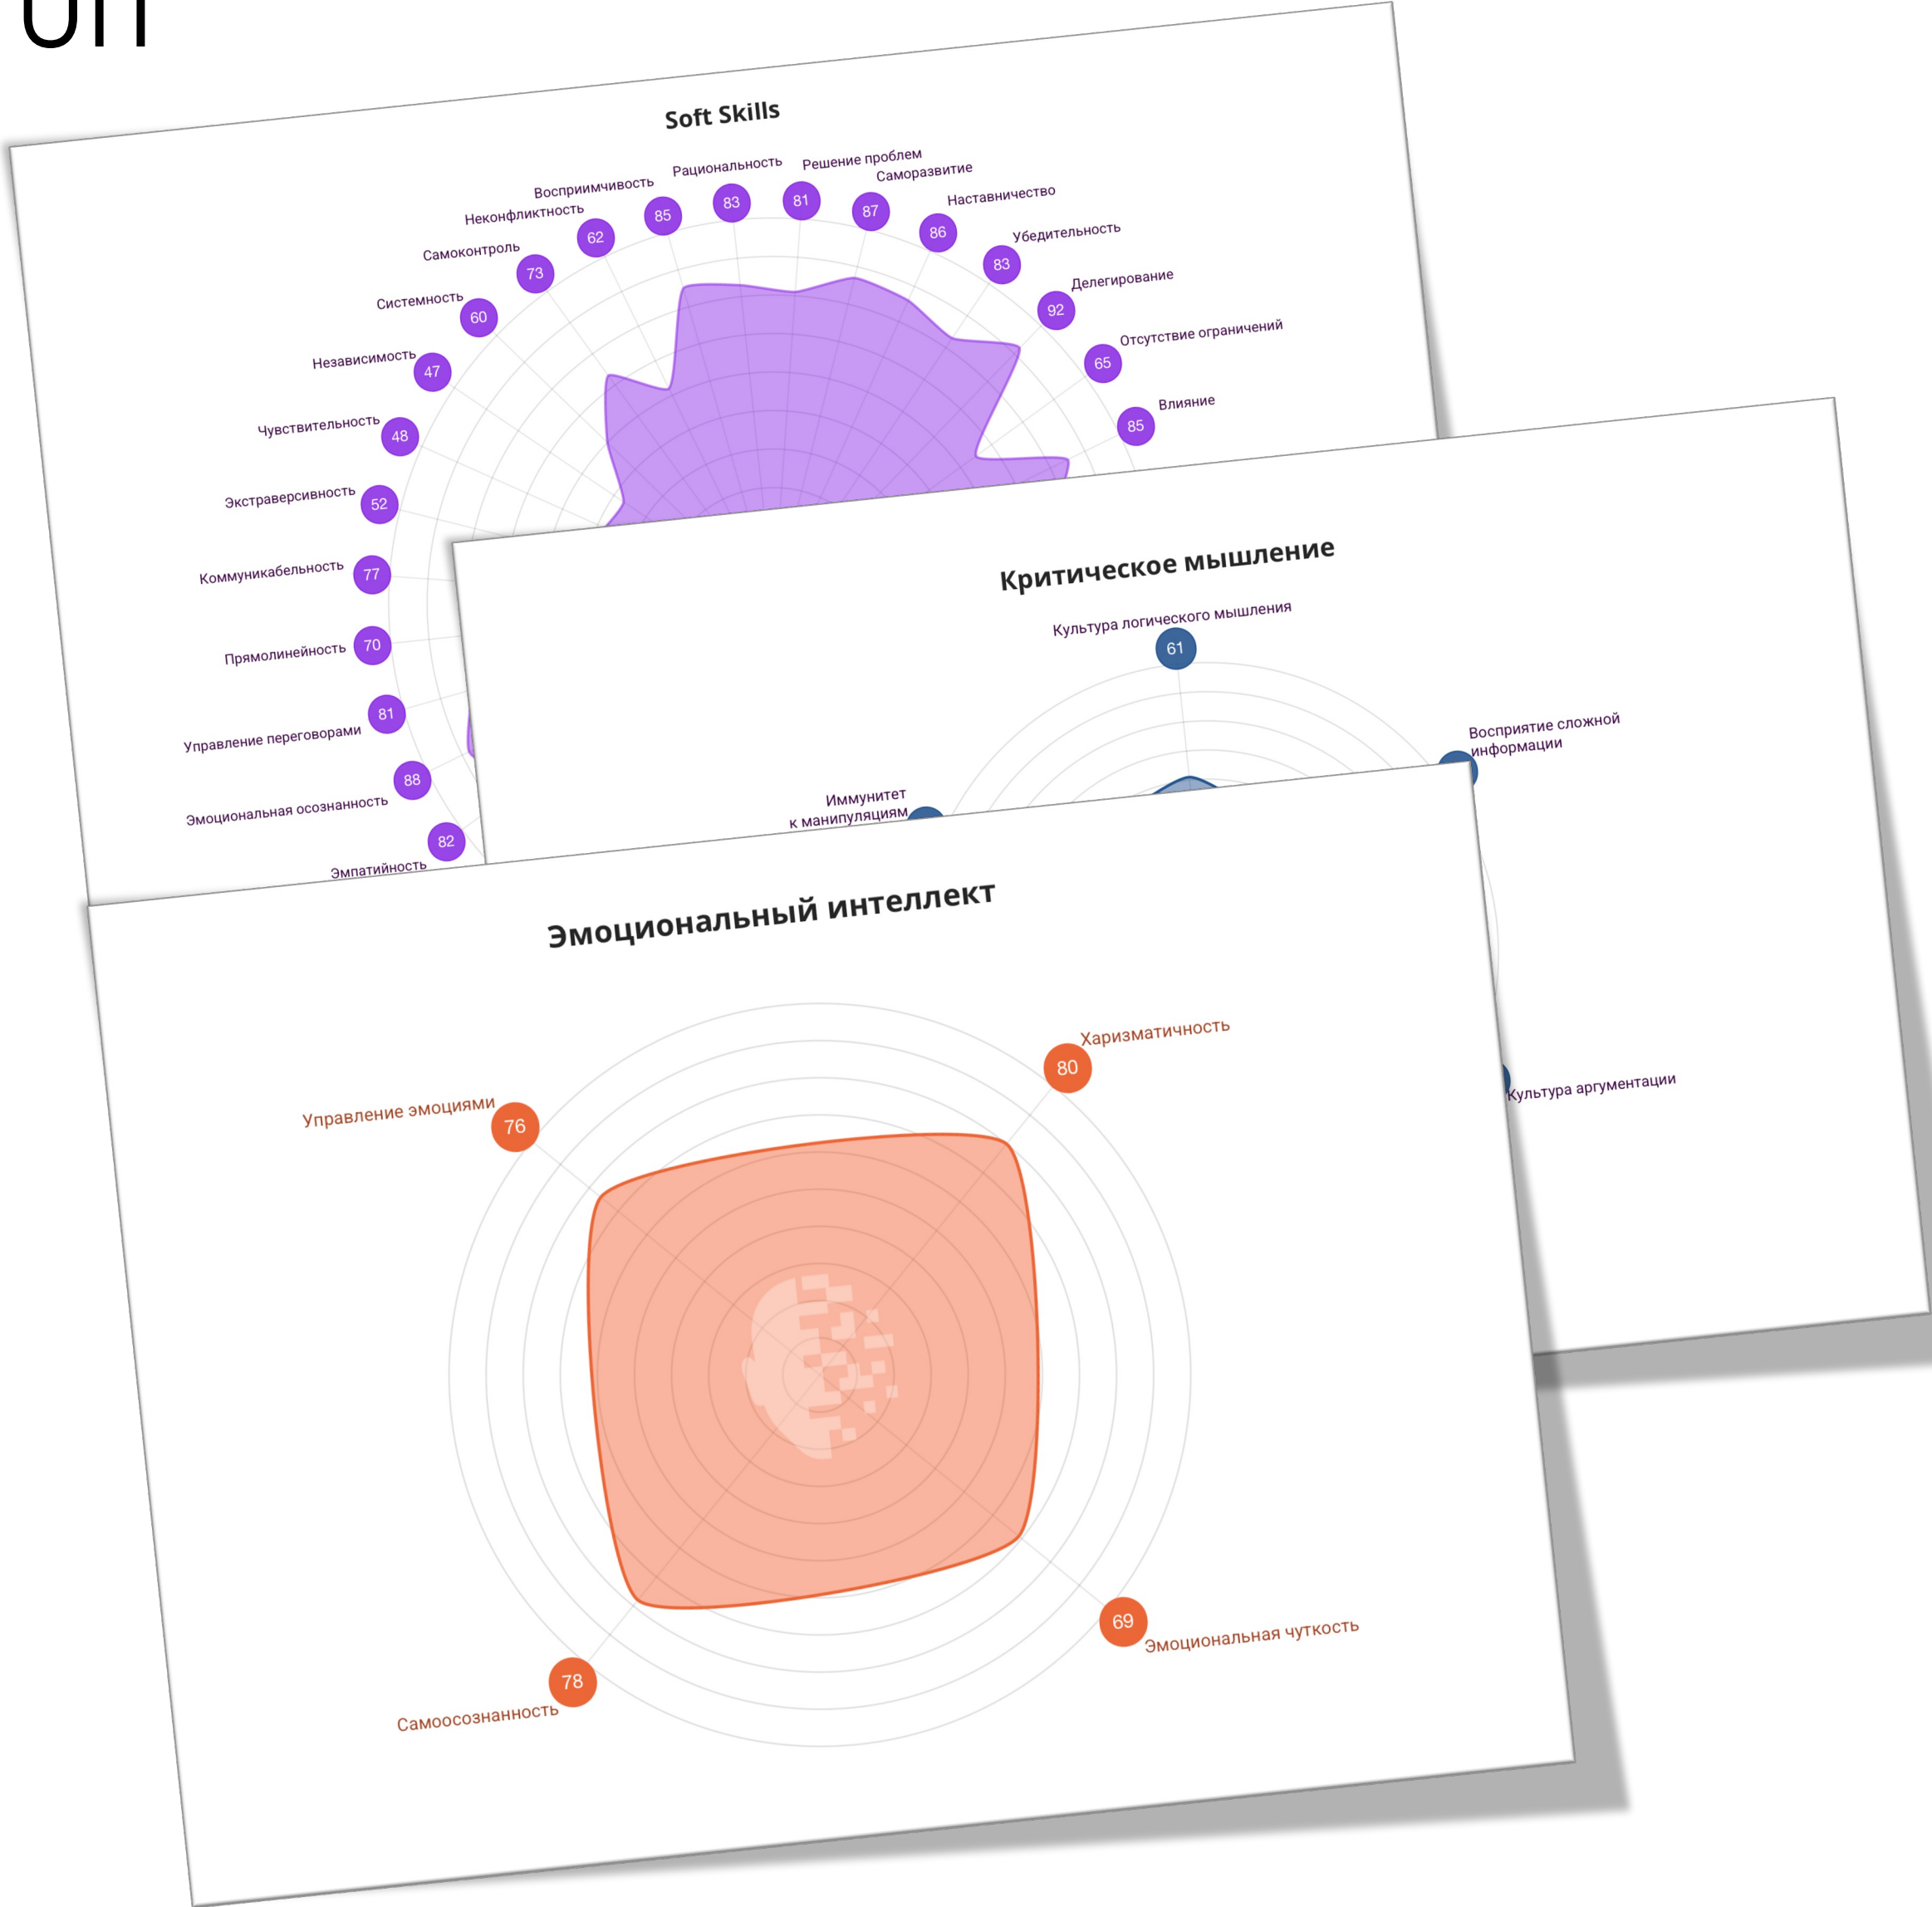 Soft Skills
Рациональность
83
Решение проблем
81
Саморазвитие
87
Восприимчивость
85
Наставничество
86
Неконфликтность
62
Убедительность
83
Самоконтроль
73
Делегирование
92
Системность
60
Отсутствие ограничений
65
Независимость
47
Влияние
85
Чувствительность
48
Экстраверсивность
52
Коммуникабельность
77
Прямолинейность
70
Управление переговорами
81
Эмоциональная осознанность
88
Эмпатийность
82
Критическое мышление
Культура логического мышления
61
Восприятие сложной
информации
Иммунитет
к манипуляциям
Культура аргументации
Эмоциональный интеллект
Харизматичность
80
Управление эмоциями
76
Эмоциональная чуткость
69
Самоосознанность
78